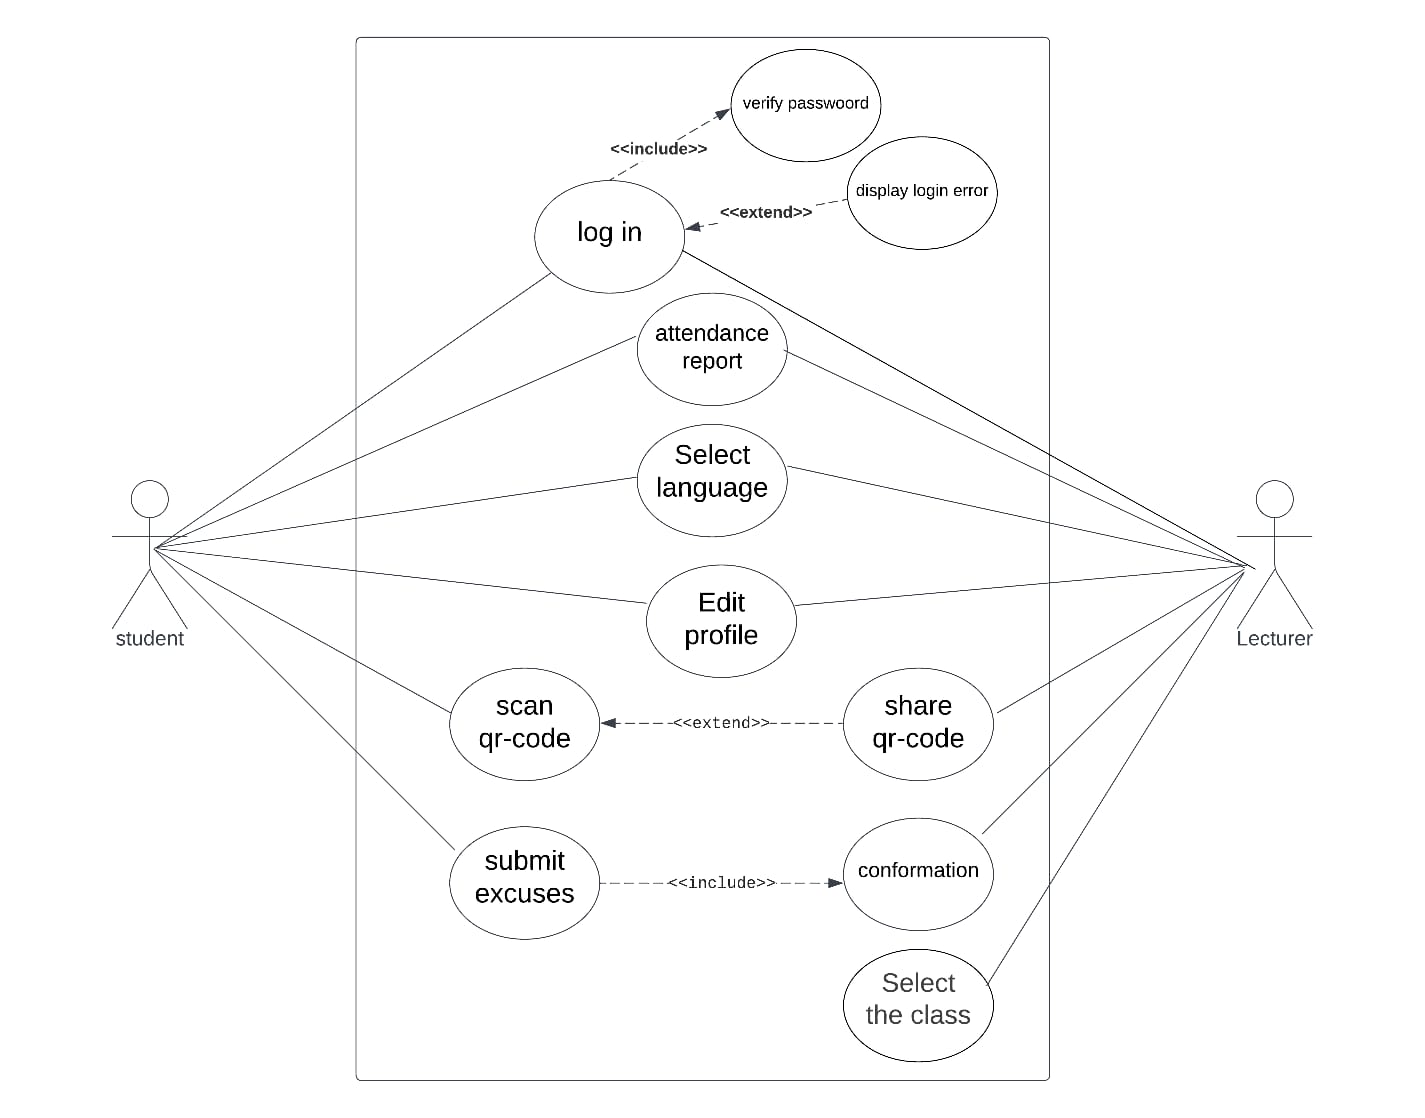 verify passwoord
<<include>>
display login error
<<extend>>
log in
attendance
report
Select
language
student
Lecturer
Edit
profile
scan
qr-code
<<extend>>
share
qr-code
submit
excuses
<<include>>
conformation
Select
the class